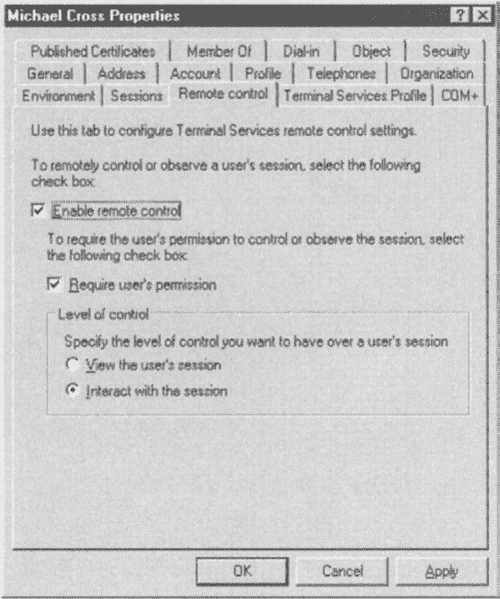 Michael Cross Properties
Published Certificates Member Of Dial-in Object Security
General Address Account Profile Telephones Organization
Environment Sessions Remote control Terminal Services Profile COM+
Use this tab to configure Terminal Services remote control settings.
To remotely control or observe a user's session, select the following
check box:
Enable remote control
To require the user's permission to control or observe the session, select
the following check box:
Require user's permission
Level of control
Specify the level of control you want to have over a user's session
View the user's session
Interact with the session
OK Cancel Apply